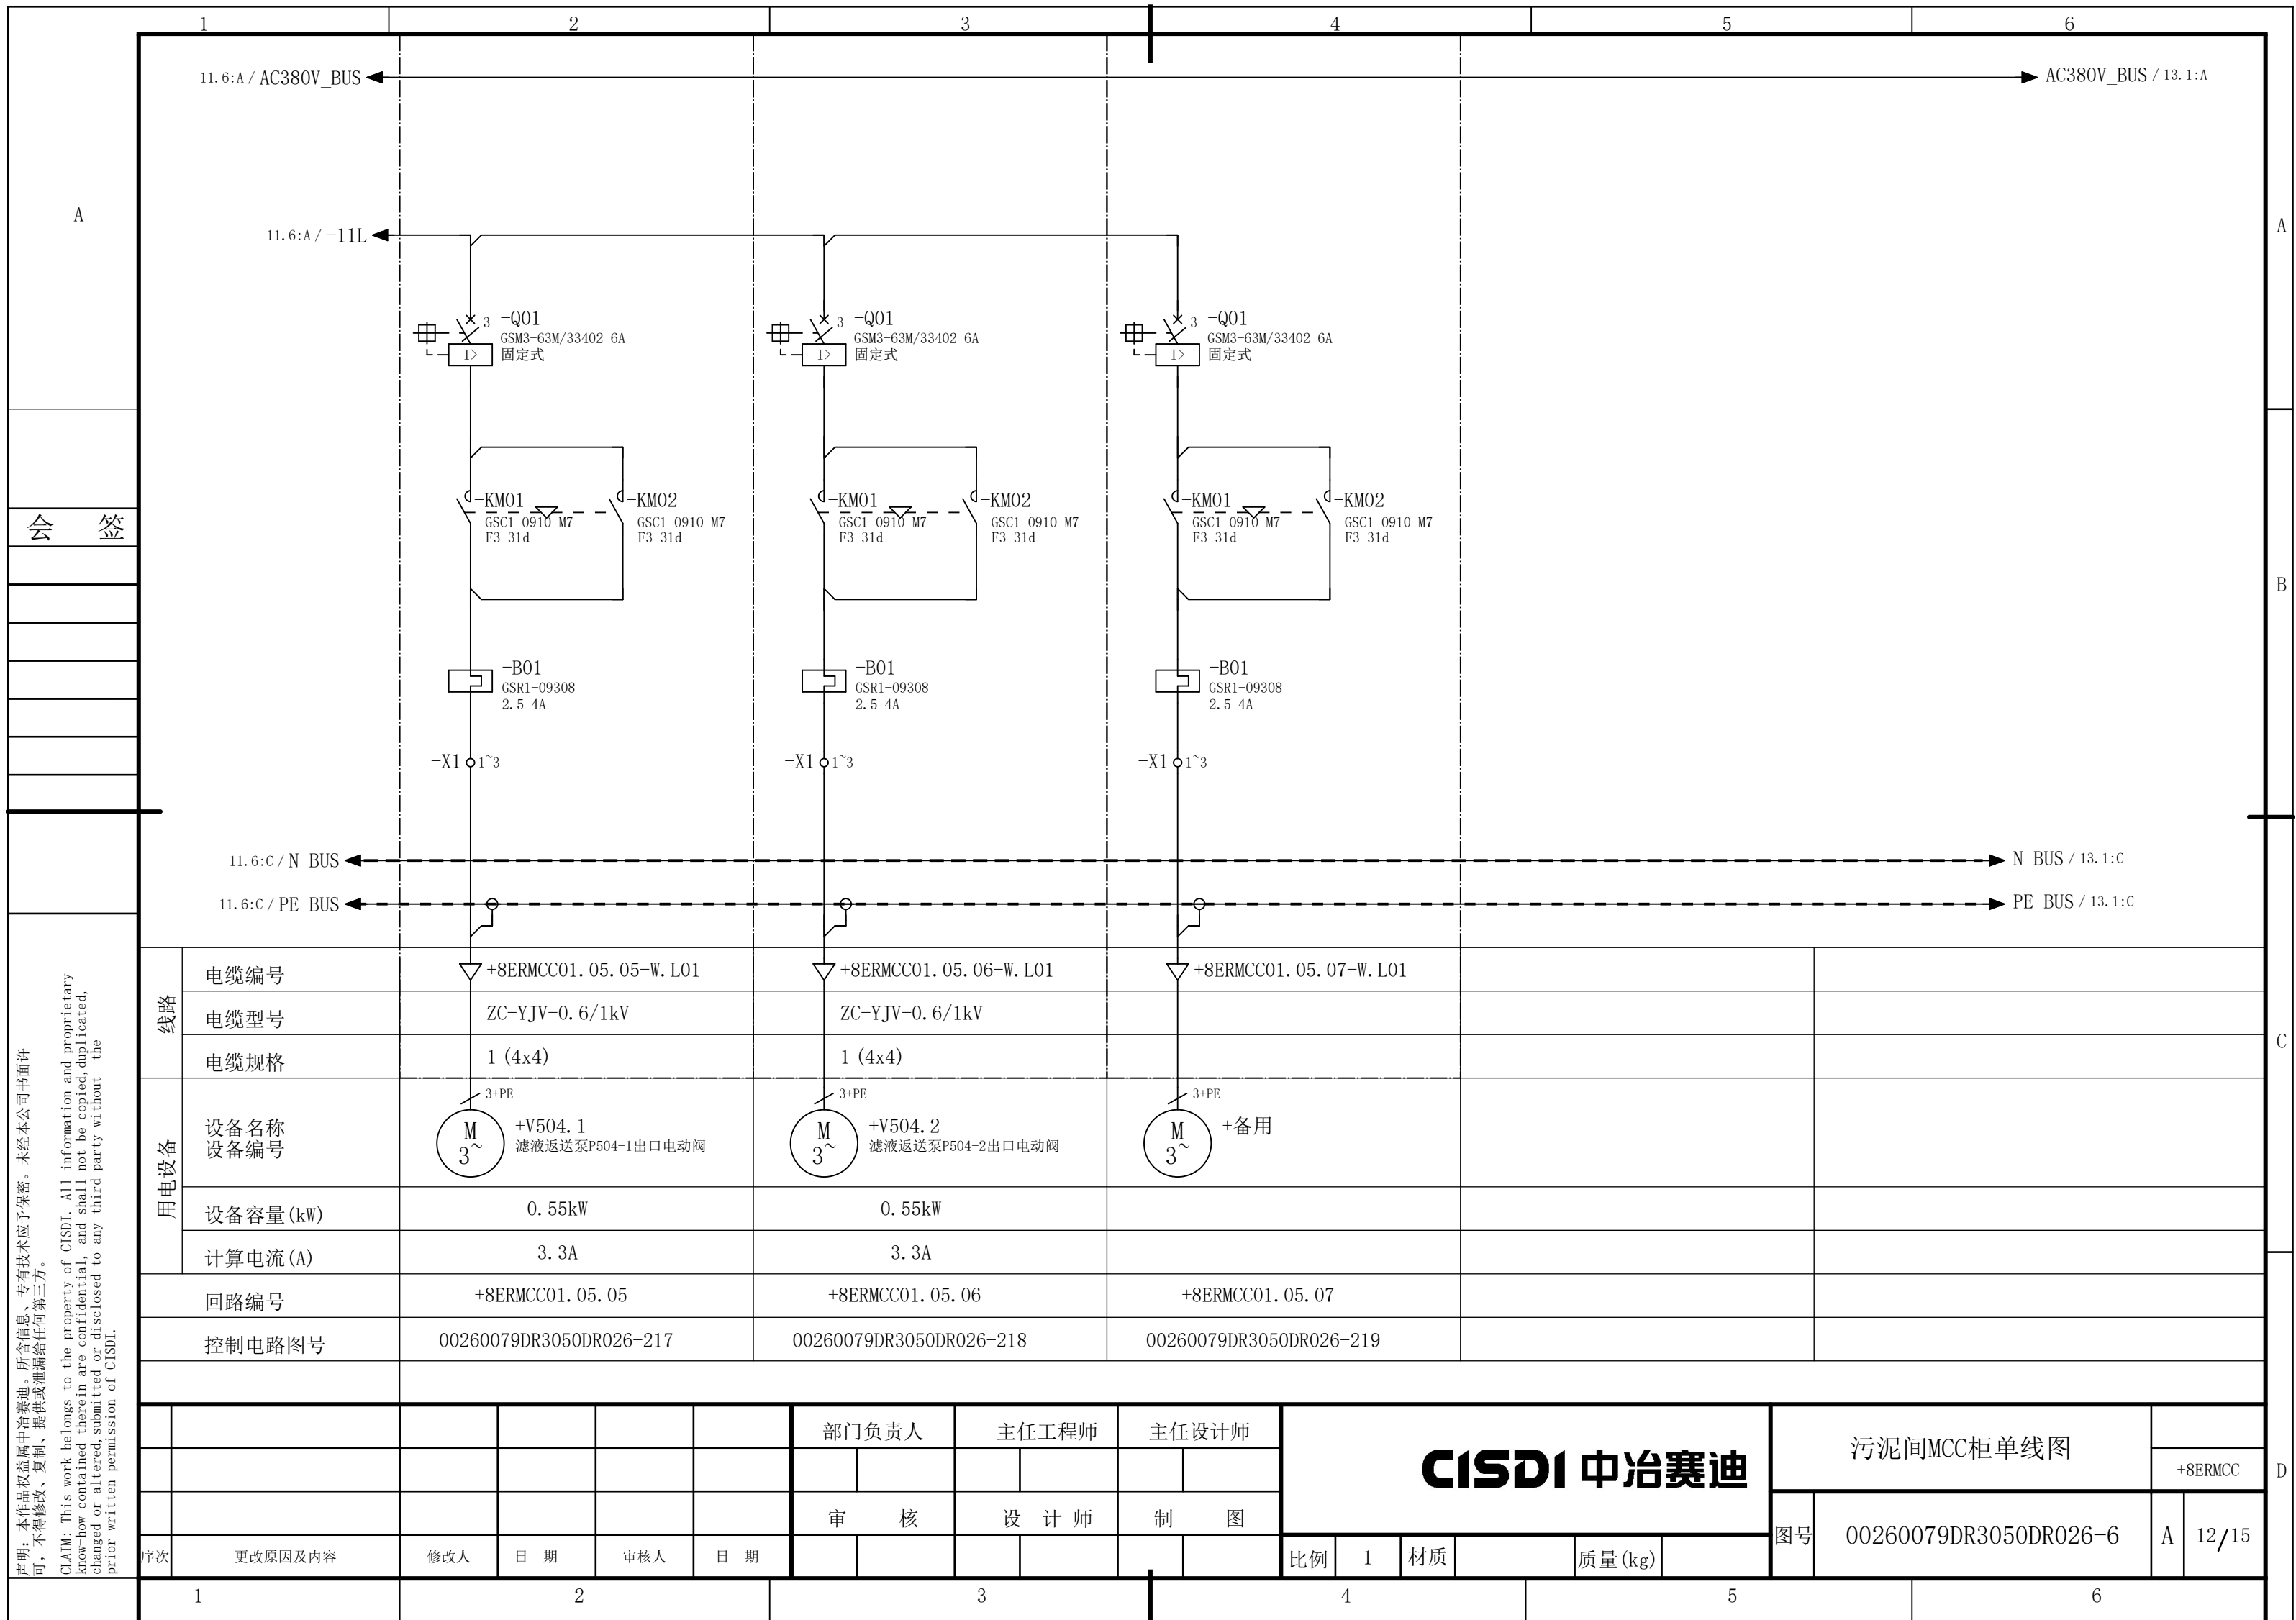 1 2 3 4 5 6
11.6:A / AC380V_BUS
AC380V_BUS / 13.1:A
A
A
11.6:A / -11L
-Q01
3
GSM3-63M/33402 6A
固定式
I>
-Q01
3
GSM3-63M/33402 6A
固定式
I>
-Q01
3
GSM3-63M/33402 6A
固定式
I>
会 签
B
-KM01
GSC1-0910 M7
F3-31d
-KM02
GSC1-0910 M7
F3-31d
-KM01
GSC1-0910 M7
F3-31d
-KM02
GSC1-0910 M7
F3-31d
-KM01
GSC1-0910 M7
F3-31d
-KM02
GSC1-0910 M7
F3-31d
-B01
GSR1-09308
2.5-4A
-B01
GSR1-09308
2.5-4A
-B01
GSR1-09308
2.5-4A
-X1 1~3
-X1 1~3
-X1 1~3
11.6:C / N_BUS
N_BUS / 13.1:C
11.6:C / PE_BUS
PE_BUS / 13.1:C
线路
电缆编号
+8ERMCC01.05.05-W.L01
+8ERMCC01.05.06-W.L01
+8ERMCC01.05.07-W.L01
电缆型号
ZC-YJV-0.6/1kV
ZC-YJV-0.6/1kV
电缆规格
1 (4x4)
1 (4x4)
C
用电设备
设备名称
设备编号
3+PE
M
3~
+V504.1
滤液返送泵P504-1出口电动阀
3+PE
M
3~
+V504.2
滤液返送泵P504-2出口电动阀
3+PE
M
3~
+备用
设备容量(kW)
0.55kW
0.55kW
计算电流(A)
3.3A
3.3A
回路编号
+8ERMCC01.05.05
+8ERMCC01.05.06
+8ERMCC01.05.07
控制电路图号
00260079DR3050DR026-217
00260079DR3050DR026-218
00260079DR3050DR026-219
声明：本作品权益属中冶赛迪。所含信息、专有技术应予保密。未经本公司书面许
可，不得修改、复制、提供或泄漏给任何第三方。
CLAIM: This work belongs to the property of CISDI. All information and proprietary
know-how contained therein are confidential, and shall not be copied,duplicated,
changed or altered,submitted or disclosed to any third party without the
prior written permission of CISDI.
部门负责人
主任工程师
主任设计师
审 核
设 计 师
制 图
序次
更改原因及内容
修改人
日 期
审核人
日 期
CISDI 中冶赛迪
比例
1
材质
质量(kg)
污泥间MCC柜单线图
+8ERMCC
图号
00260079DR3050DR026-6
A
12/15
D
1 2 3 4 5 6